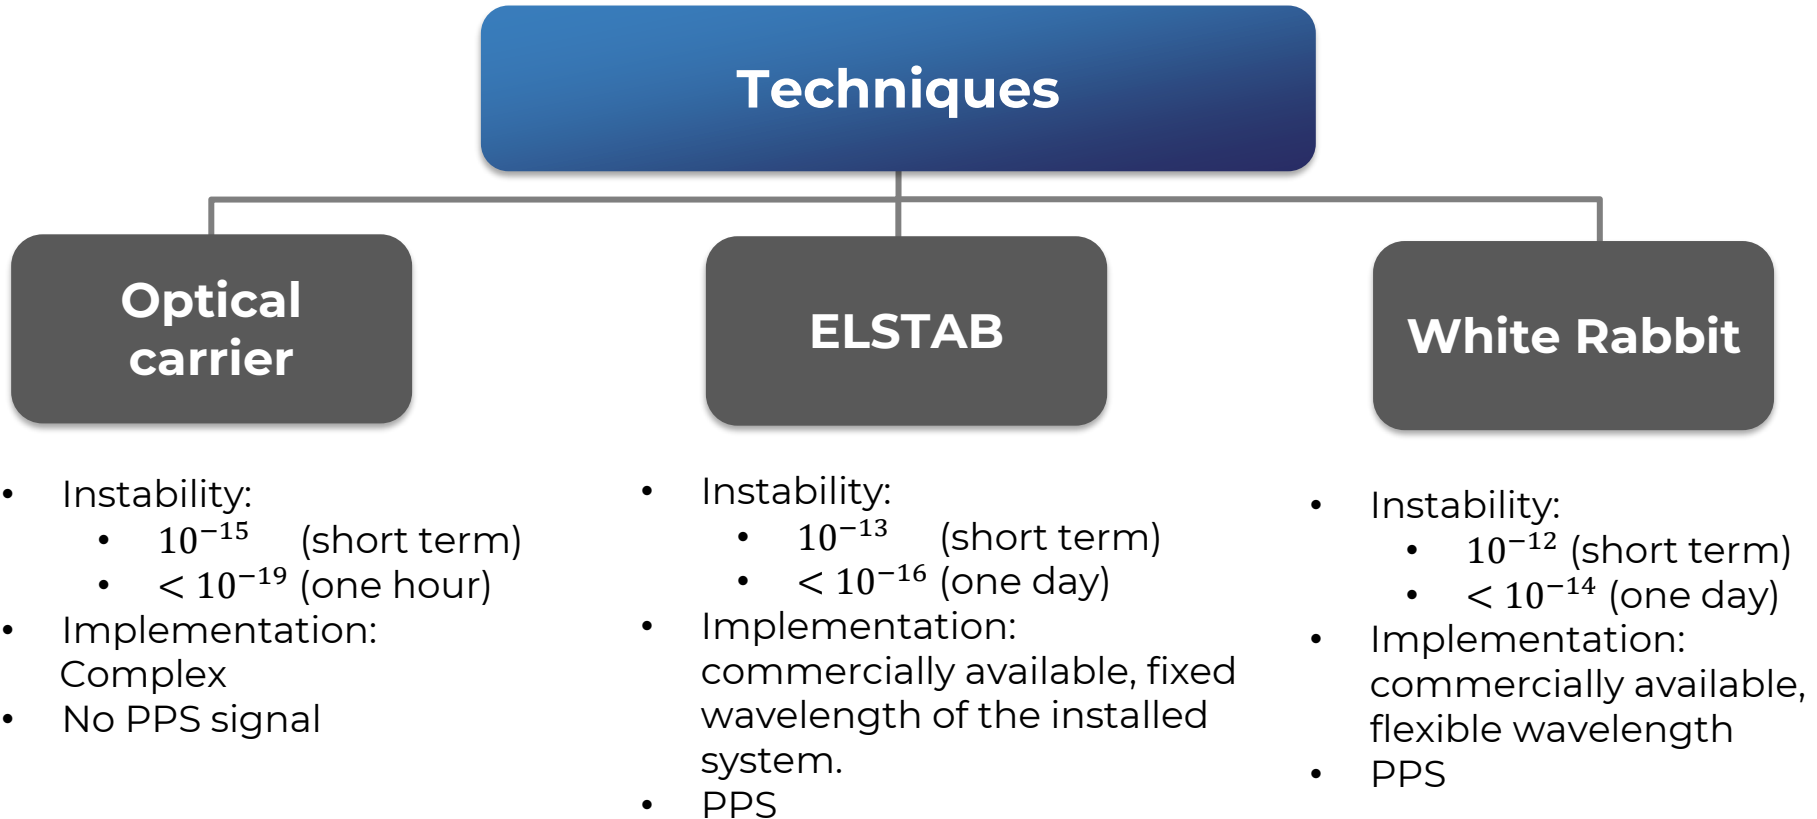 Techniques
Optical
carrier
• Instability:
• 10⁻¹⁵ (short term)
• < 10⁻¹⁹ (one hour)
• Implementation:
Complex
• No PPS signal
ELSTAB
• Instability:
• 10⁻¹³ (short term)
• < 10⁻¹⁶ (one day)
• Implementation:
commercially available, fixed
wavelength of the installed
system.
• PPS
White Rabbit
• Instability:
• 10⁻¹² (short term)
• < 10⁻¹⁴ (one day)
• Implementation:
commercially available,
flexible wavelength
• PPS